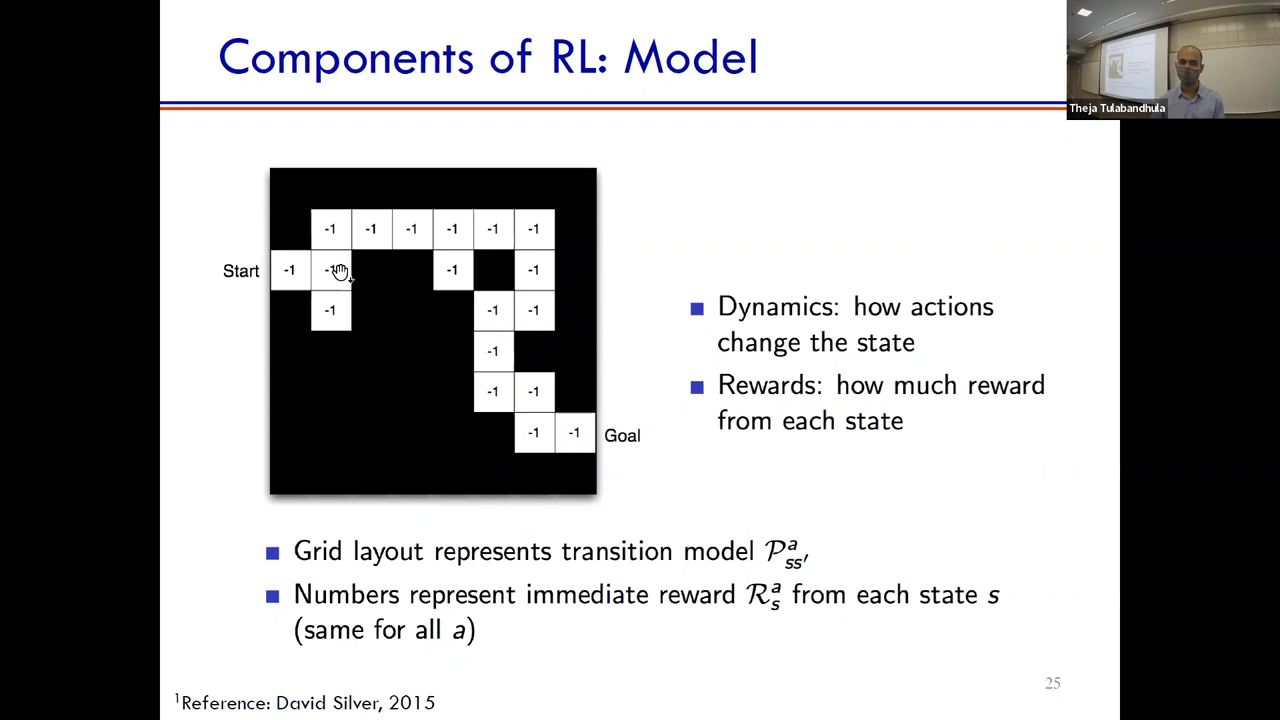 Components of RL: Model
Theja Tulabandhula
-1 -1 -1 -1 -1 -1
Start -1 -1 -1 -1
-1 -1 -1
-1
-1 -1
-1 -1 Goal
Dynamics: how actions
change the state
Rewards: how much reward
from each state
Grid layout represents transition model 𝒫ᵃₛₛ′
Numbers represent immediate reward ℛᵃₛ from each state s
(same for all a)
25
¹Reference: David Silver, 2015